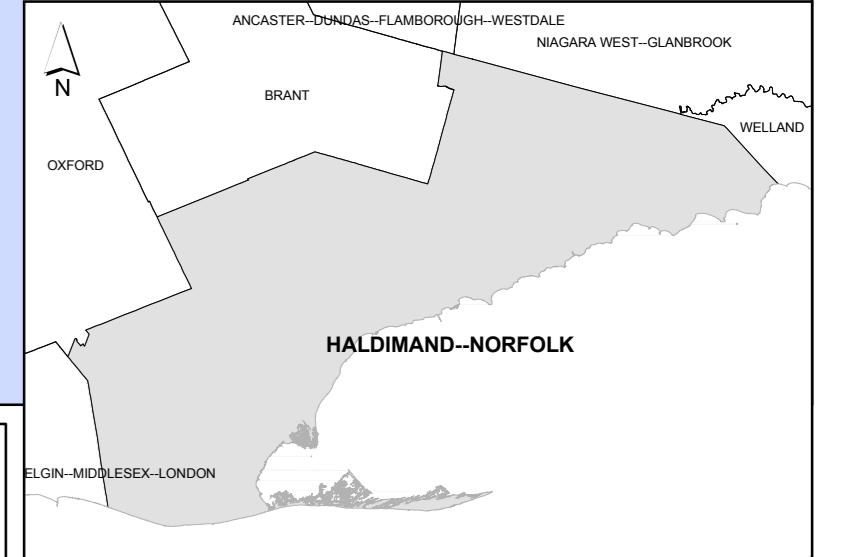 ANCASTER--DUNDAS--FLAMBOROUGH--WESTDALE
NIAGARA WEST--GLANBROOK
N
BRANT
WELLAND
OXFORD
HALDIMAND--NORFOLK
ELGIN--MIDDLESEX--LONDON